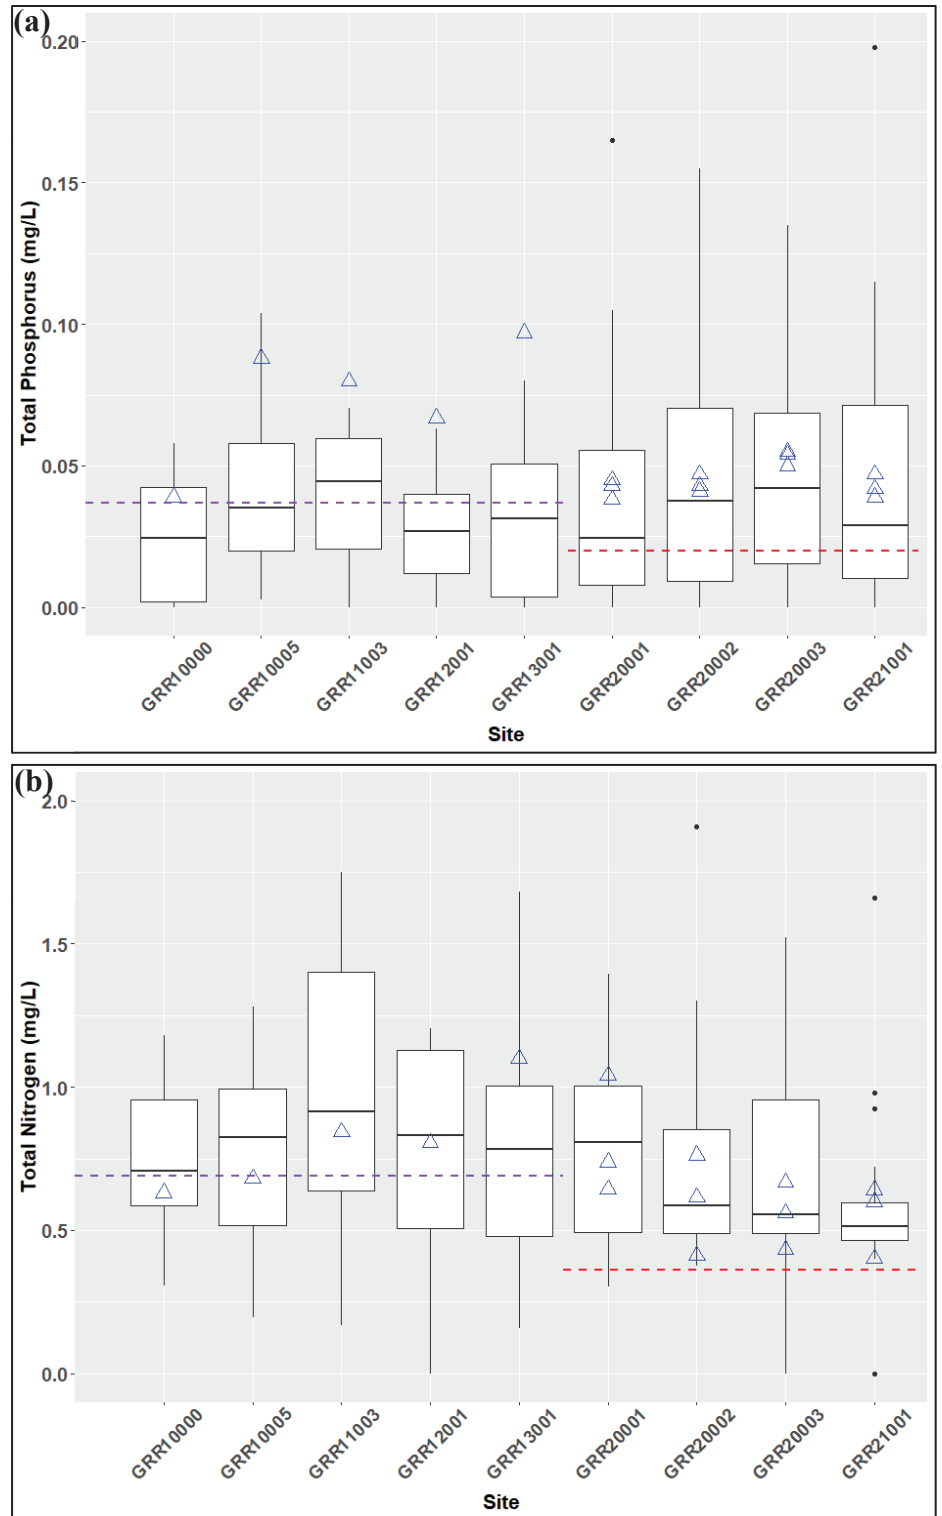 (a)
0.20
0.15
0.10
0.05
0.00
Total Phosphorus (mg/L)
GRR10000
GRR10005
GRR11003
GRR12001
GRR13001
GRR20001
GRR20002
GRR20003
GRR21001
Site
(b)
2.0
1.5
1.0
0.5
0.0
Total Nitrogen (mg/L)
GRR10000
GRR10005
GRR11003
GRR12001
GRR13001
GRR20001
GRR20002
GRR20003
GRR21001
Site